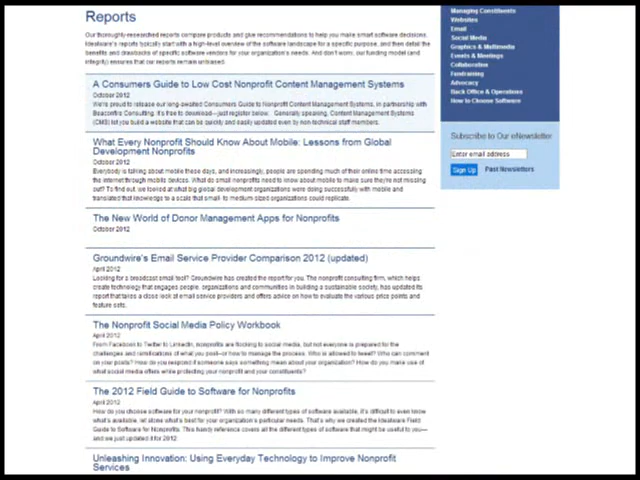 Reports
Our thoroughly-researched reports compare products and give recommendations to help you make smart software decisions.
Idealware's reports typically start with a high-level overview of the software landscape for a specific purpose, and then detail the
benefits and drawbacks of specific software vendors for your organization's needs. And don't worry, our funding model (and
integrity) ensures that our reports remain unbiased.
A Consumers Guide to Low Cost Nonprofit Content Management Systems
October 2012
We're proud to release our long-awaited Consumers Guide to Nonprofit Content Management Systems, in partnership with
Beaconfire Consulting. It's free to download—just register below. Generally speaking, Content Management Systems
(CMS) let you build a website that can be quickly and easily updated even by non-technical staff members.
What Every Nonprofit Should Know About Mobile: Lessons from Global
Development Nonprofits
October 2012
Everybody is talking about mobile these days, and increasingly, people are spending much of their online time accessing
the internet through mobile devices. What do small nonprofits need to know about mobile to make sure they're not missing
out? To find out, we looked at what big global development organizations were doing successfully with mobile and
translated that knowledge to a scale that small- to medium-sized organizations could replicate.
The New World of Donor Management Apps for Nonprofits
October 2012
Groundwire's Email Service Provider Comparison 2012 (updated)
April 2012
Looking for a broadcast email tool? Groundwire has created the report for you. The nonprofit consulting firm, which helps
create technology that engages people, organizations and communities in building a sustainable society, has updated its
report that takes a close look at email service providers and offers advice on how to evaluate the various price points and
feature sets.
The Nonprofit Social Media Policy Workbook
April 2012
From Facebook to Twitter to LinkedIn, nonprofits are flocking to social media, but not everyone is prepared for the
challenges and ramifications of what you post—or how to manage the process. Who is allowed to tweet? Who can comment
on your posts? How do you respond if someone says something mean about your organization? How do you make use of
what social media offers while protecting your nonprofit and your constituents?
The 2012 Field Guide to Software for Nonprofits
April 2012
How do you choose software for your nonprofit? With so many different types of software available, it's difficult to even know
what's available, let alone what's best for your organization's particular needs. That's why we created the Idealware Field
Guide to Software for Nonprofits. This handy reference covers all the different types of software that might be useful to you—
and we just updated it for 2012.
Unleashing Innovation: Using Everyday Technology to Improve Nonprofit
Services
Managing Constituents
Websites
Email
Social Media
Graphics & Multimedia
Events & Meetings
Collaborative
Fundraising
Advocacy
Back Office & Operations
How to Choose Software
Subscribe to Our eNewsletter
Enter email address
Sign Up
Past Newsletters